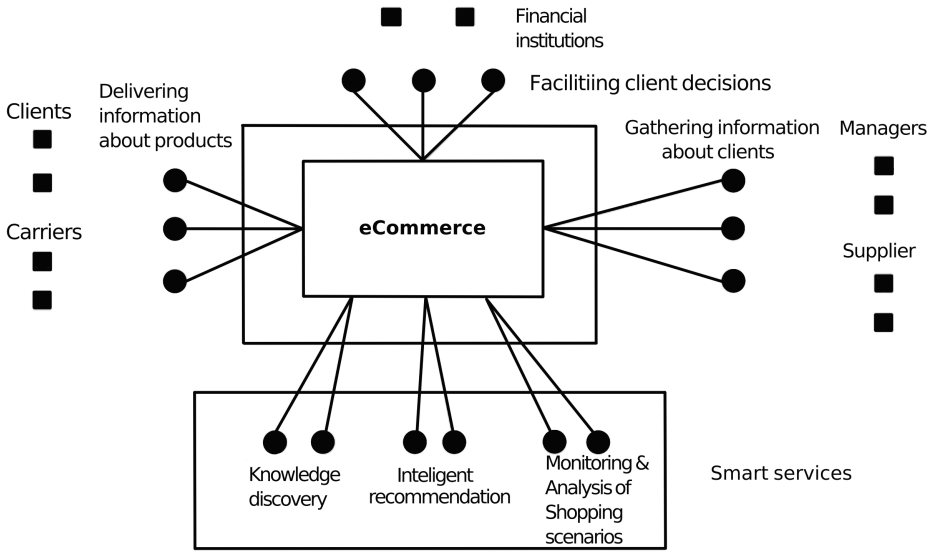 Financial
institutions
Facilitiing client decisions
Delivering
information
about products
Clients
Carriers
Gathering information
about clients
Managers
Supplier
eCommerce
Knowledge
discovery
Inteligent
recommendation
Monitoring &
Analysis of
Shopping
scenarios
Smart services